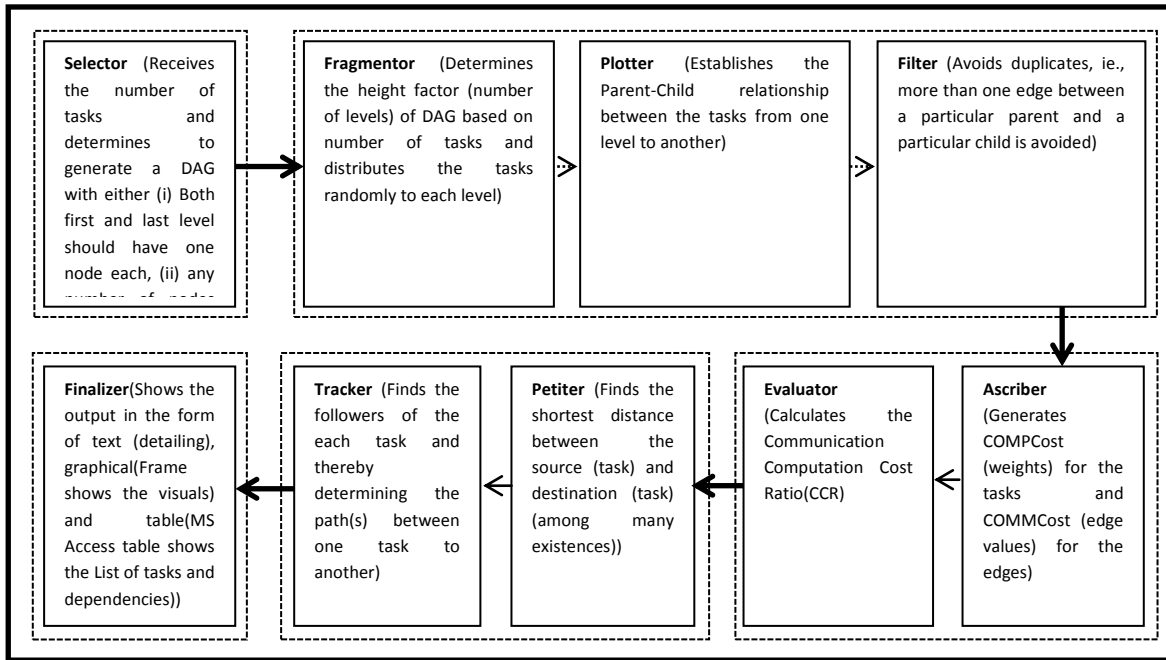 Selector (Receives
the number of
tasks and
determines to
generate a DAG
with either (i) Both
first and last level
should have one
node each, (ii) any
number of nodes
Fragmentor (Determines
the height factor (number
of levels) of DAG based on
number of tasks and
distributes the tasks
randomly to each level)
Plotter (Establishes the
Parent-Child relationship
between the tasks from one
level to another)
Filter (Avoids duplicates, ie.,
more than one edge between
a particular parent and a
particular child is avoided)
Finalizer(Shows the
output in the form
of text (detailing),
graphical(Frame
shows the visuals)
and table(MS
Access table shows
the List of tasks and
dependencies))
Tracker (Finds the
followers of the
each task and
thereby
determining the
path(s) between
one task to
another)
Petiter (Finds the
shortest distance
between the
source (task) and
destination (task)
(among many
existences))
Evaluator
(Calculates the
Communication
Computation Cost
Ratio(CCR)
Ascriber
(Generates
COMPCost
(weights) for the
tasks and
COMMCost (edge
values) for the
edges)